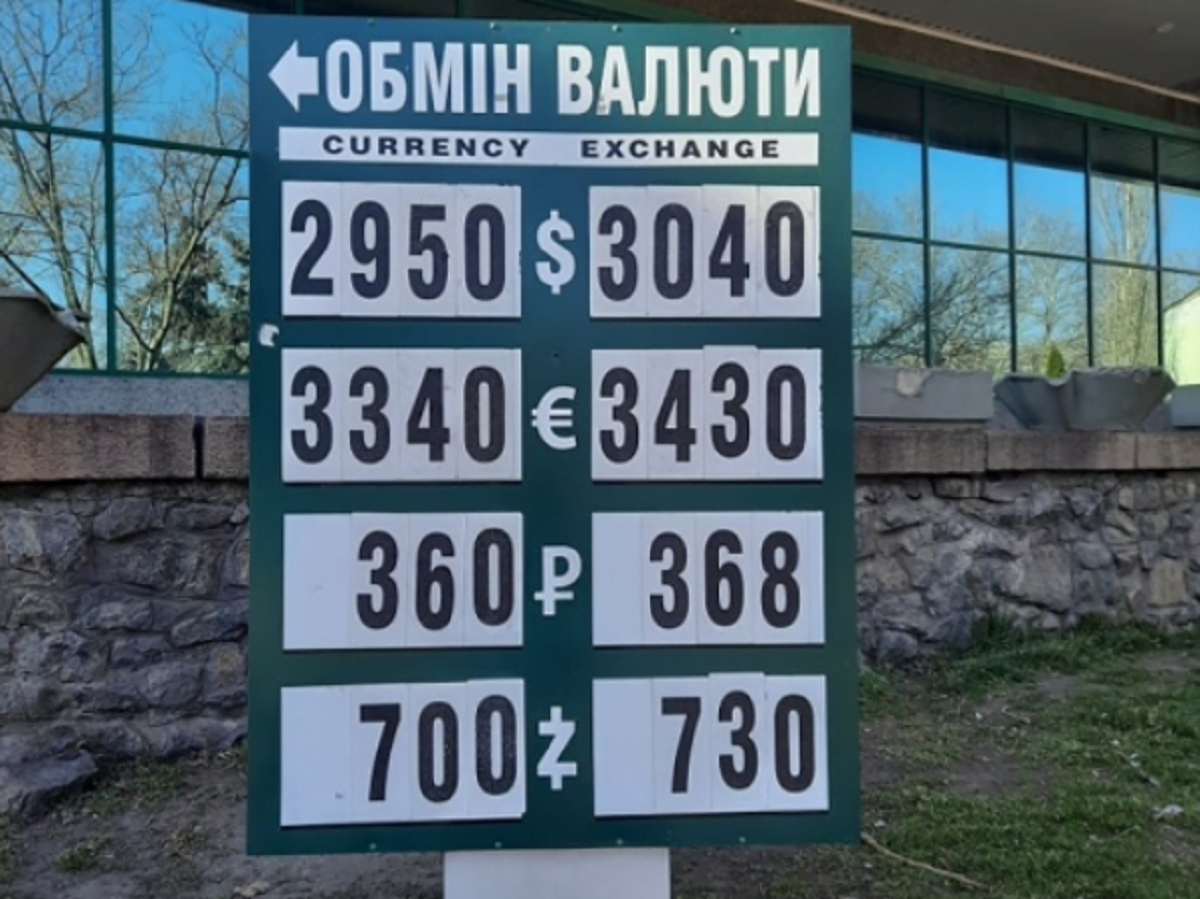 ОБМІН ВАЛЮТИ
CURRENCY EXCHANGE
2950 $ 3040
3340 € 3430
360 ₽ 368
700 Ż 730